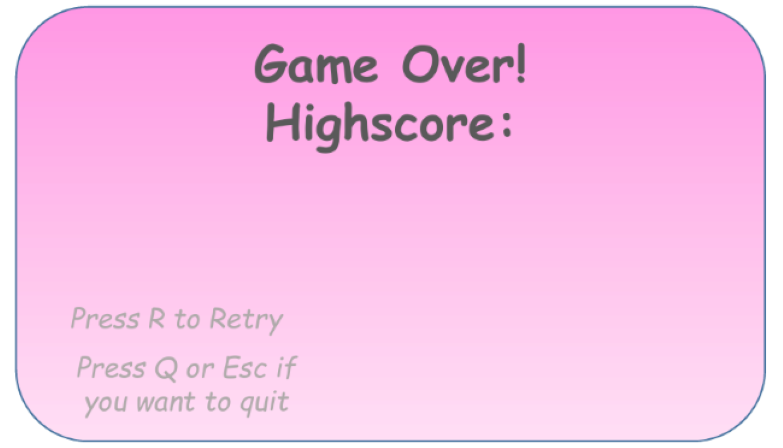 Game Over!
Highscore:
Press R to Retry
Press Q or Esc if
you want to quit